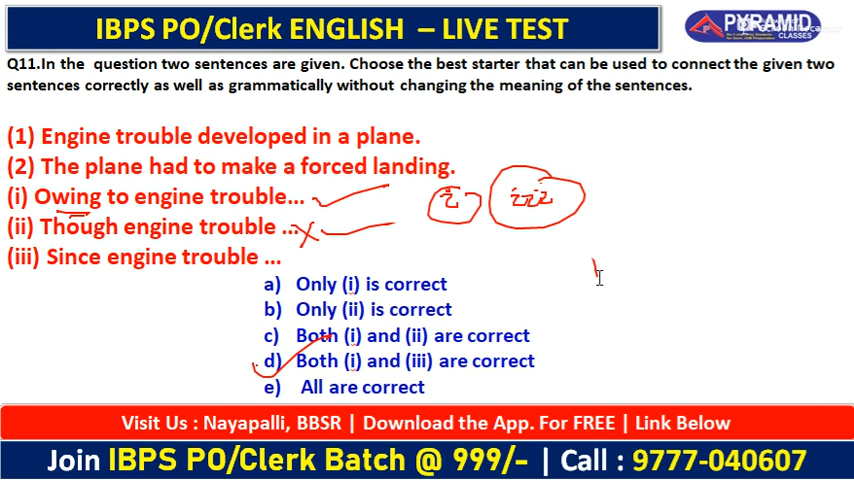 IBPS PO/Clerk ENGLISH – LIVE TEST
PYRAMID
CLASSES
Q11.In the question two sentences are given. Choose the best starter that can be used to connect the given two
sentences correctly as well as grammatically without changing the meaning of the sentences.
(1) Engine trouble developed in a plane.
(2) The plane had to make a forced landing.
(i) Owing to engine trouble...
i iii
(ii) Though engine trouble ...
(iii) Since engine trouble ...
a) Only (i) is correct
b) Only (ii) is correct
c) Both (i) and (ii) are correct
d) Both (i) and (iii) are correct
e) All are correct
Visit Us : Nayapalli, BBSR | Download the App. For FREE | Link Below
Join IBPS PO/Clerk Batch @ 999/- | Call : 9777-040607